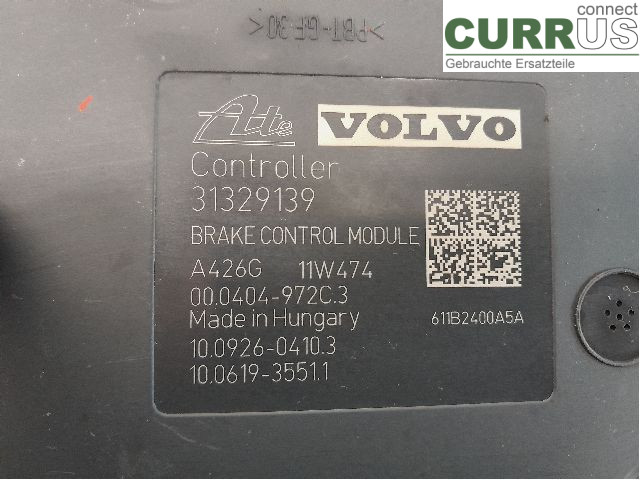 >PBT-GF30<
connect
CURRUS
Gebrauchte Ersatzteile
Ate VOLVO
Controller
31329139
BRAKE CONTROL MODULE
A426G 11W474
00.0404-972C.3
Made in Hungary 611B2400A5A
10.0926-0410.3
10.0619-3551.1